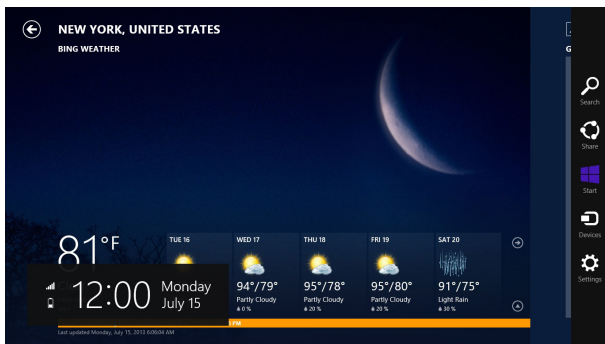 NEW YORK, UNITED STATES
BING WEATHER
G
Search
Share
Start
Devices
Settings
81°F
TUE 16
WED 17
94°/79°
Partly Cloudy
0 %
THU 18
95°/78°
Partly Cloudy
20 %
FRI 19
95°/80°
Partly Cloudy
20 %
SAT 20
91°/75°
Light Rain
30 %
12:00
Monday
July 15
PM
Last updated Monday, July 15, 2013 6:06:04 AM